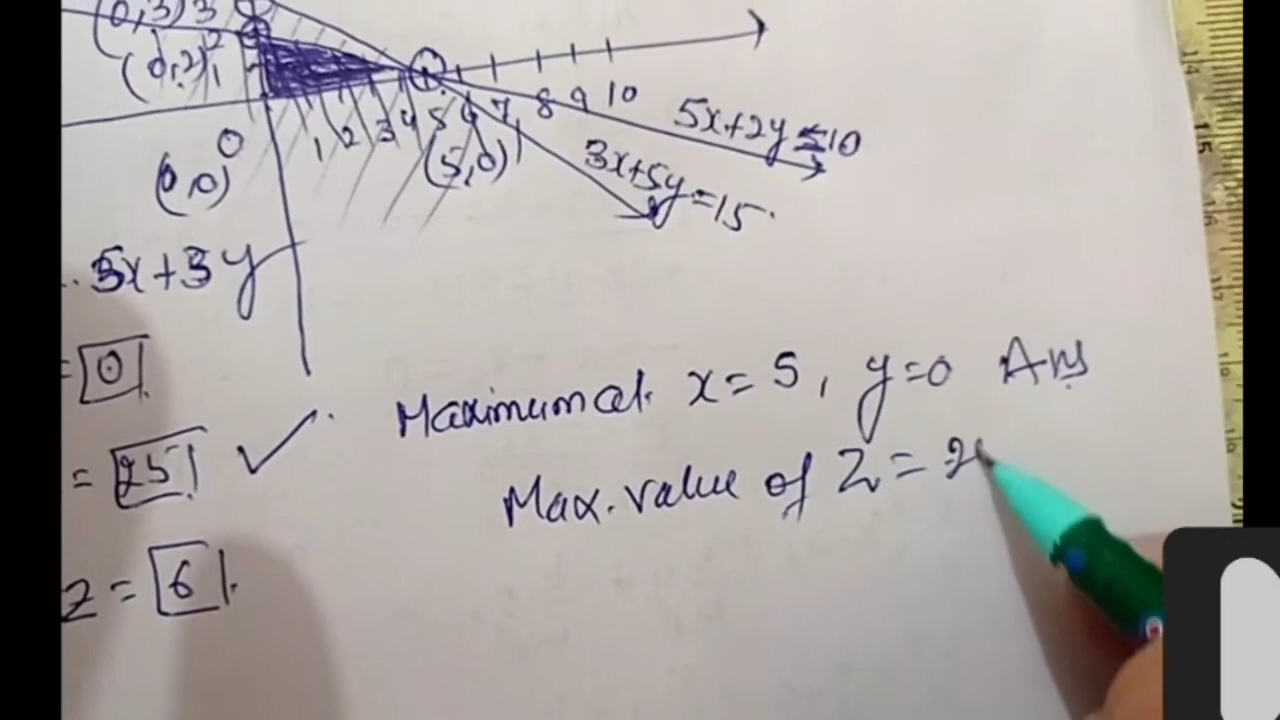 (0,3) 3
(0,2) 2
1
0
1 2 3 4 5 6 7 8 9 10
(0,0)
(5,0)
5x+2y ≤10
3x+5y=15.
5x+3y
= 0
= 25 ✓
Z = 6
Maximum at x=5, y=0 Ans
Max. value of Z = 2
15